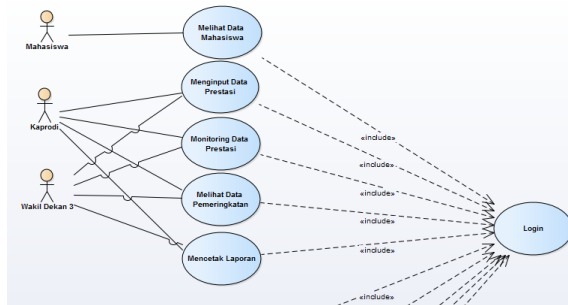 Melihat Data
Mahasiswa
Mahasiswa
Menginput Data
Prestasi
Kaprodi
«include»
Monitoring Data
Prestasi
«include»
Wakil Dekan 3
Melihat Data
Pemeringkatan
«include»
«include»
Login
Mencetak Laporan
«include»
«include»